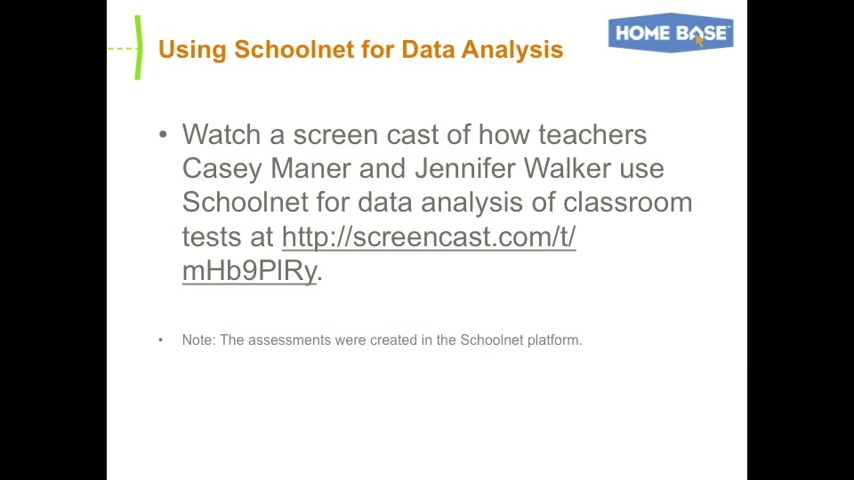 Using Schoolnet for Data Analysis
HOME BASE™
• Watch a screen cast of how teachers
Casey Maner and Jennifer Walker use
Schoolnet for data analysis of classroom
tests at http://screencast.com/t/
mHb9PlRy.
• Note: The assessments were created in the Schoolnet platform.